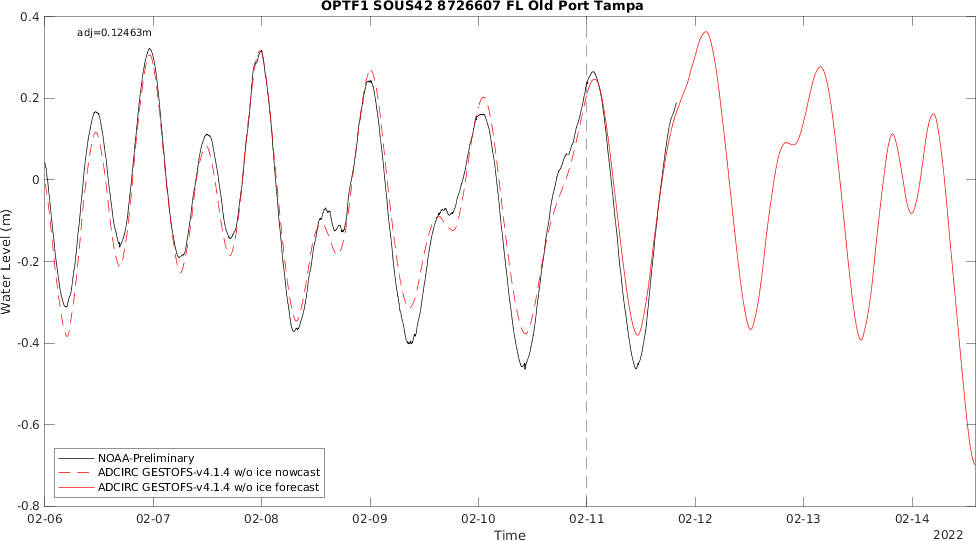 OPTF1 SOUS42 8726607 FL Old Port Tampa
adj=0.12463m
0.4
0.2
0
-0.2
-0.4
-0.6
-0.8
Water Level (m)
NOAA-Preliminary
ADCIRC GESTOFS-v4.1.4 w/o ice nowcast
ADCIRC GESTOFS-v4.1.4 w/o ice forecast
02-06 02-07 02-08 02-09 02-10 02-11 02-12 02-13 02-14
Time
2022